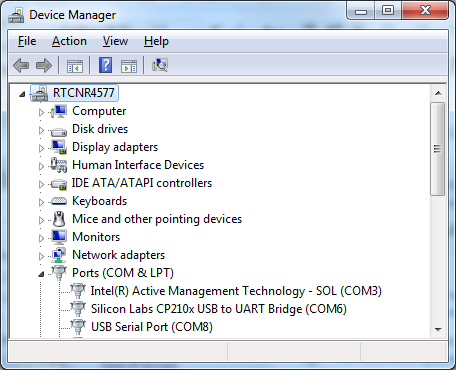 Device Manager
File Action View Help
RTCNR4577
Computer
Disk drives
Display adapters
Human Interface Devices
IDE ATA/ATAPI controllers
Keyboards
Mice and other pointing devices
Monitors
Network adapters
Ports (COM & LPT)
Intel(R) Active Management Technology - SOL (COM3)
Silicon Labs CP210x USB to UART Bridge (COM6)
USB Serial Port (COM8)